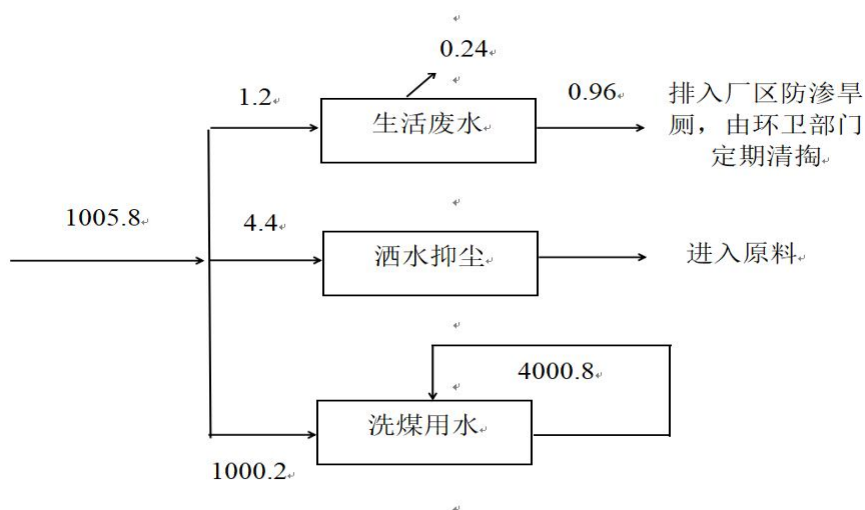 0.24
1.2
生活废水
0.96
排入厂区防渗旱
厕，由环卫部门
定期清掏
1005.8
4.4
洒水抑尘
进入原料
4000.8
洗煤用水
1000.2